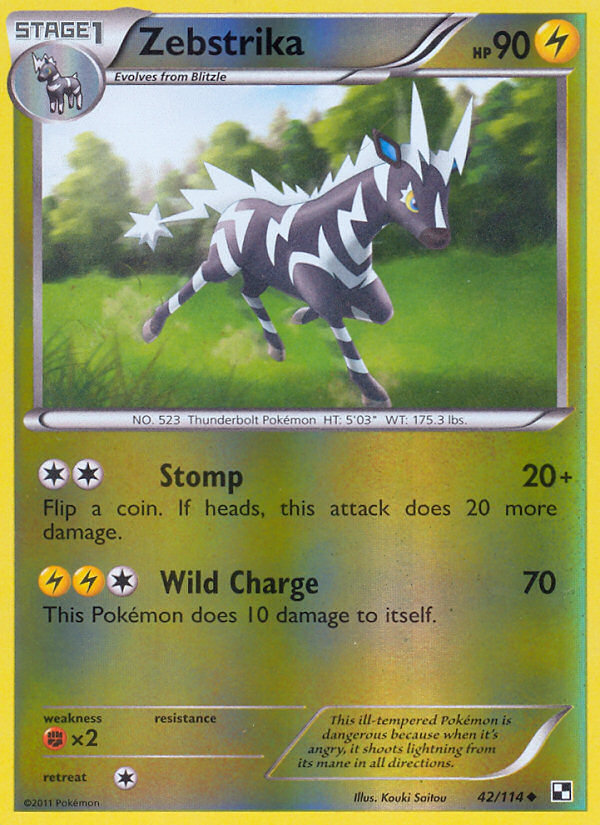 STAGE1
Zebstrika
HP 90
Evolves from Blitzle
NO. 523 Thunderbolt Pokémon HT: 5'03" WT: 175.3 lbs.
Stomp 20+
Flip a coin. If heads, this attack does 20 more
damage.
Wild Charge 70
This Pokémon does 10 damage to itself.
weakness resistance
×2
retreat
This ill-tempered Pokémon is
dangerous because when it's
angry, it shoots lightning from
its mane in all directions.
©2011 Pokémon
Illus. Kouki Saitou 42/114